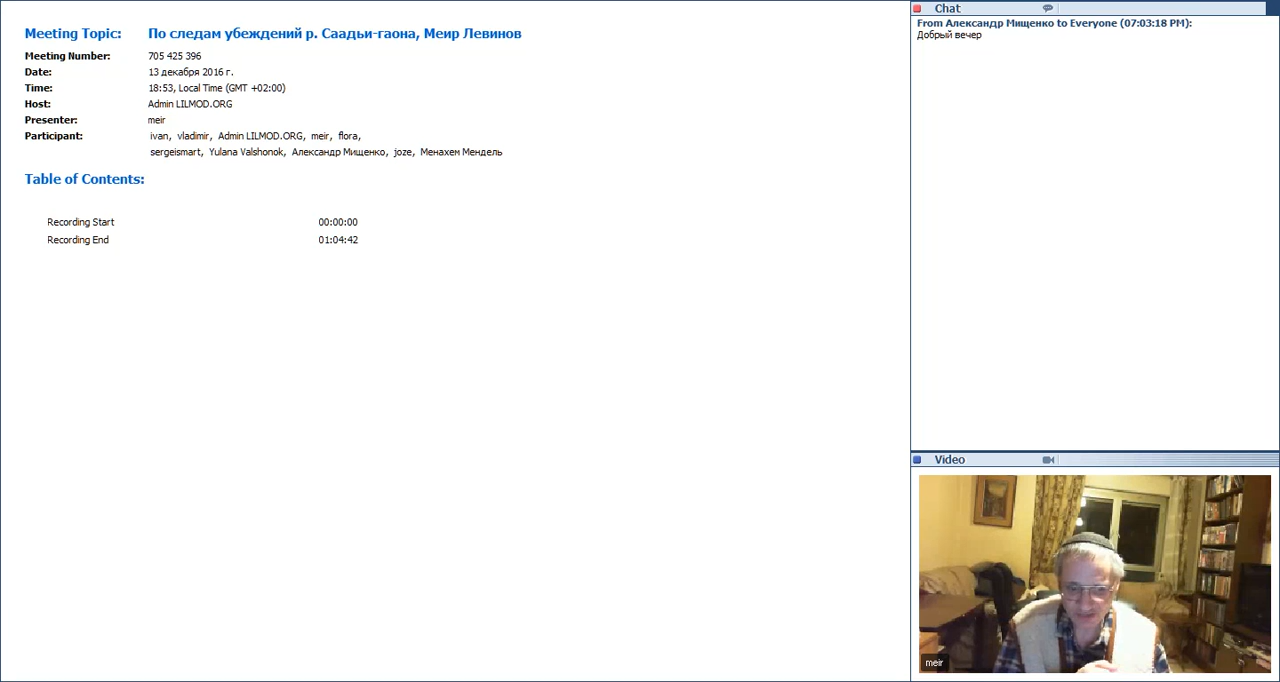 Meeting Topic: По следам убеждений р. Саадьи-гаона, Меир Левинов
Meeting Number: 705 425 396
Date: 13 декабря 2016 г.
Time: 18:53, Local Time (GMT +02:00)
Host: Admin LILMOD.ORG
Presenter: meir
Participant: ivan, vladimir, Admin LILMOD.ORG, meir, flora,
sergeismart, Yulana Valshonok, Александр Мищенко, joze, Менахем Мендель
Table of Contents:
Recording Start 00:00:00
Recording End 01:04:42
Chat
From Александр Мищенко to Everyone (07:03:18 PM):
Добрый вечер
Video
meir